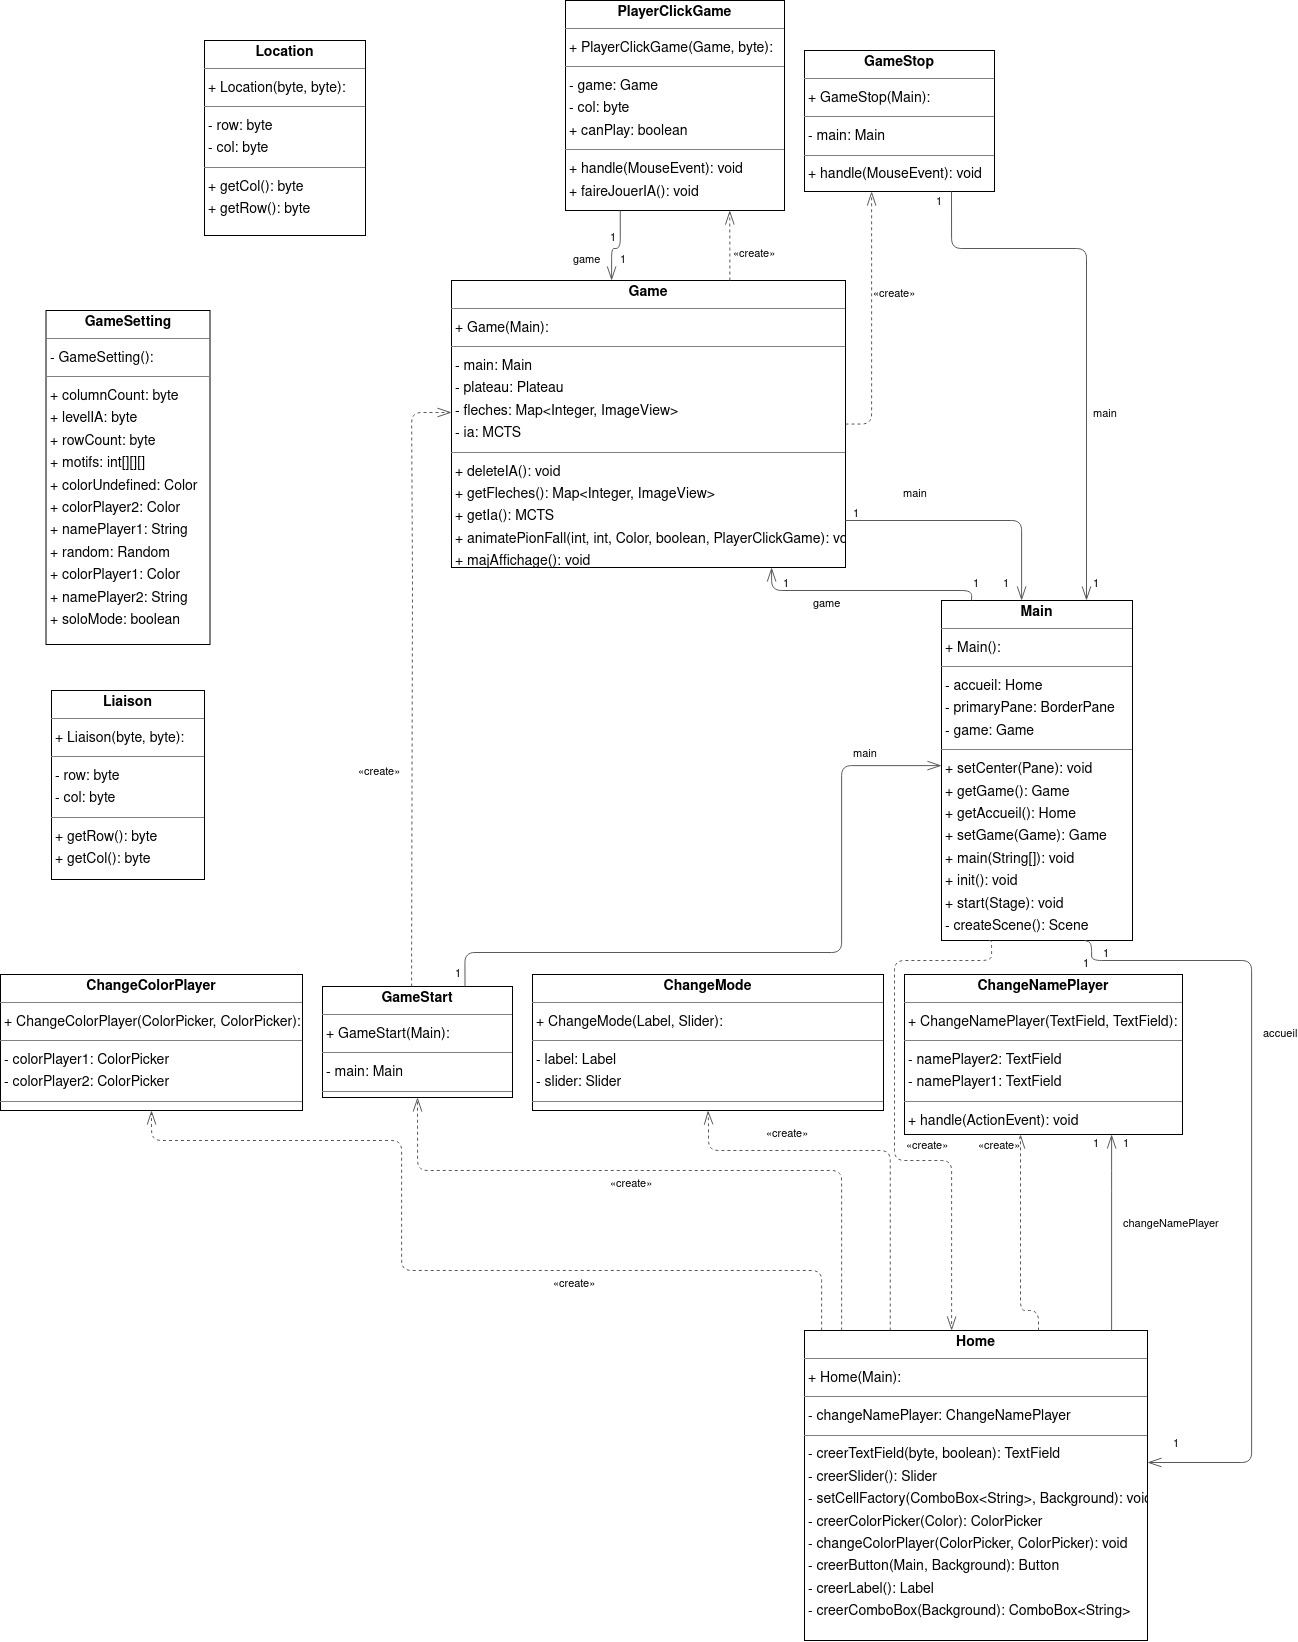 PlayerClickGame
+ PlayerClickGame(Game, byte):
- game: Game
- col: byte
+ canPlay: boolean
+ handle(MouseEvent): void
+ faireJouerIA(): void
Location
+ Location(byte, byte):
- row: byte
- col: byte
+ getCol(): byte
+ getRow(): byte
GameStop
+ GameStop(Main):
- main: Main
+ handle(MouseEvent): void
1
1
game
1
«create»
«create»
Game
+ Game(Main):
- main: Main
- plateau: Plateau
- fleches: Map<Integer, ImageView>
- ia: MCTS
+ deleteIA(): void
+ getFleches(): Map<Integer, ImageView>
+ getIa(): MCTS
+ animatePionFall(int, int, Color, boolean, PlayerClickGame): vo
+ majAffichage(): void
GameSetting
- GameSetting():
+ columnCount: byte
+ levelIA: byte
+ rowCount: byte
+ motifs: int[][][]
+ colorUndefined: Color
+ colorPlayer2: Color
+ namePlayer1: String
+ random: Random
+ colorPlayer1: Color
+ namePlayer2: String
+ soloMode: boolean
main
main
1
1
1
1
1
game
Main
+ Main():
- accueil: Home
- primaryPane: BorderPane
- game: Game
+ setCenter(Pane): void
+ getGame(): Game
+ getAccueil(): Home
+ setGame(Game): Game
+ main(String[]): void
+ init(): void
+ start(Stage): void
- createScene(): Scene
Liaison
+ Liaison(byte, byte):
- row: byte
- col: byte
+ getRow(): byte
+ getCol(): byte
main
«create»
1
1
1
ChangeColorPlayer
+ ChangeColorPlayer(ColorPicker, ColorPicker):
- colorPlayer1: ColorPicker
- colorPlayer2: ColorPicker
GameStart
+ GameStart(Main):
- main: Main
ChangeMode
+ ChangeMode(Label, Slider):
- label: Label
- slider: Slider
ChangeNamePlayer
+ ChangeNamePlayer(TextField, TextField):
- namePlayer2: TextField
- namePlayer1: TextField
+ handle(ActionEvent): void
accueil
«create»
«create»
«create»
1
1
«create»
changeNamePlayer
«create»
Home
+ Home(Main):
- changeNamePlayer: ChangeNamePlayer
- creerTextField(byte, boolean): TextField
- creerSlider(): Slider
- setCellFactory(ComboBox<String>, Background): void
- creerColorPicker(Color): ColorPicker
- changeColorPlayer(ColorPicker, ColorPicker): void
- creerButton(Main, Background): Button
- creerLabel(): Label
- creerComboBox(Background): ComboBox<String>
1